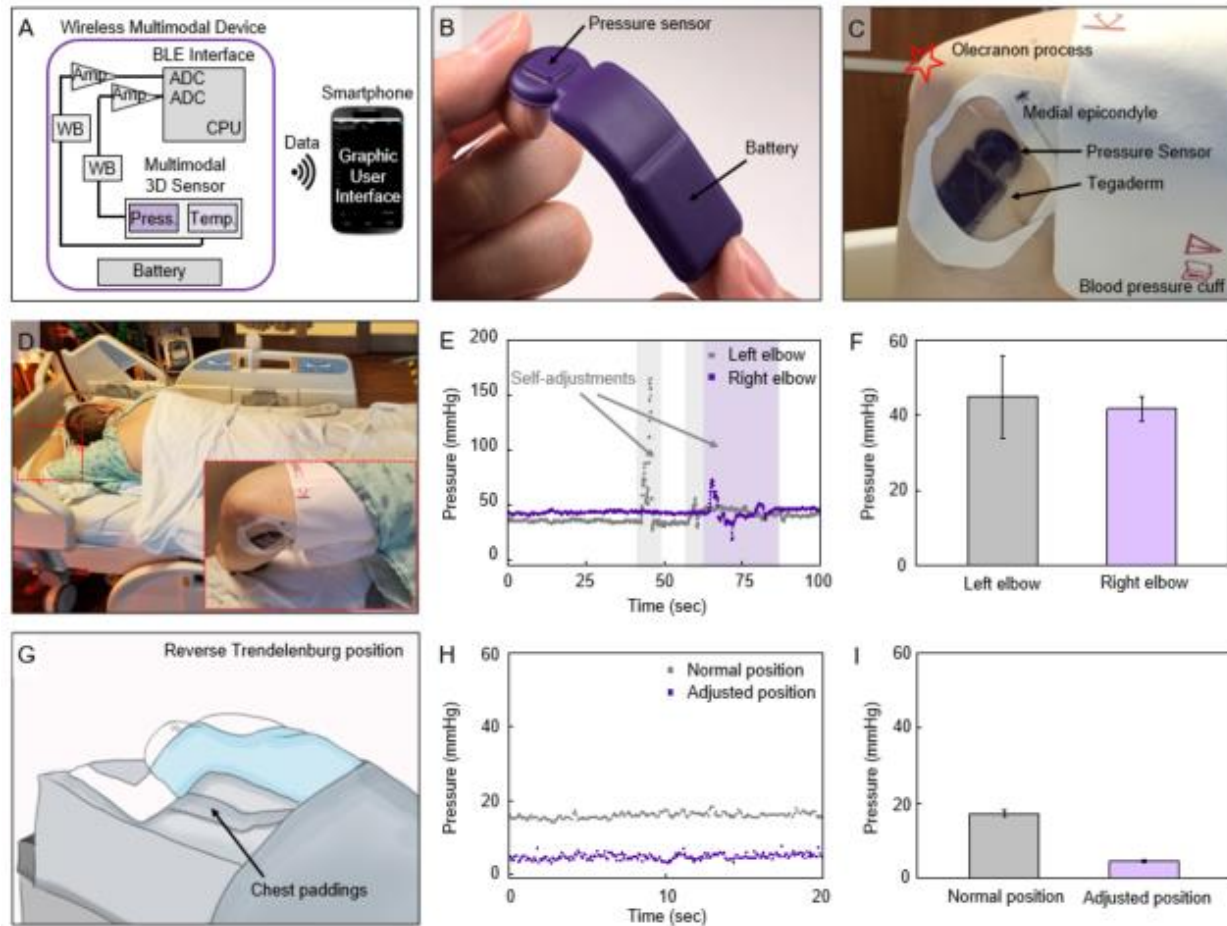 A
Wireless Multimodal Device
BLE Interface
Amp
ADC
Amp
ADC
CPU
WB
WB
Multimodal
3D Sensor
Press.
Temp.
Battery
Data
Smartphone
Graphic
User
Interface
B
Pressure sensor
Battery
C
Olecranon process
Medial epicondyle
Pressure Sensor
Tegaderm
Blood pressure cuff
D
E
Pressure (mmHg)
200
150
100
50
0
Left elbow
Right elbow
Self-adjustments
0 25 50 75 100
Time (sec)
F
Pressure (mmHg)
60
40
20
0
Left elbow
Right elbow
G
Reverse Trendelenburg position
Chest paddings
H
Pressure (mmHg)
60
40
20
0
Normal position
Adjusted position
0 10 20
Time (sec)
I
Pressure (mmHg)
60
40
20
0
Normal position
Adjusted position